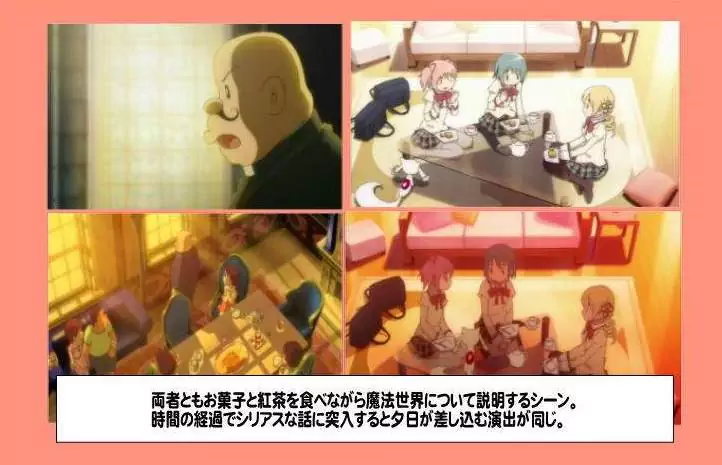 両者ともお菓子と紅茶を食べながら魔法世界について説明するシーン。
時間の経過でシリアスな話に突入すると夕日が差し込む演出が同じ。